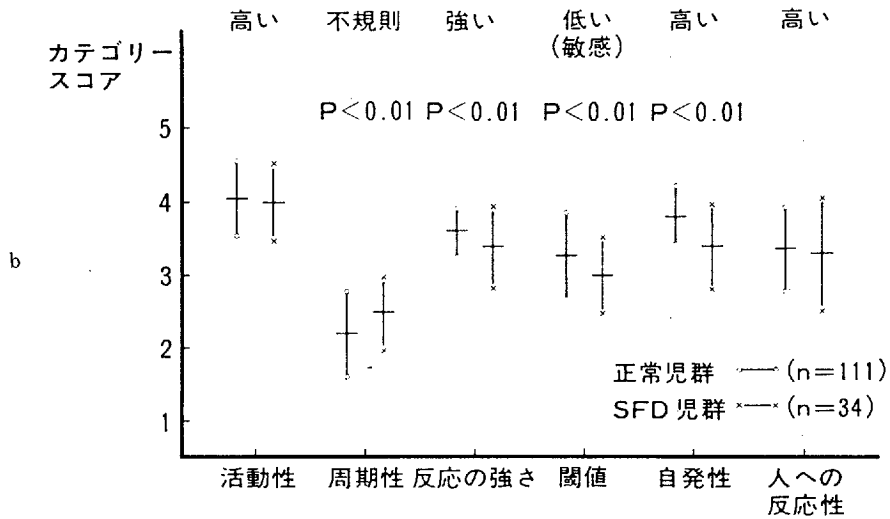 高い 不規則 強い 低い 高い 高い
(敏感)
カテゴリー
スコア
P<0.01 P<0.01 P<0.01 P<0.01
5
4
b
3
2
正常児群 (n=111)
SFD児群 (n=34)
1
活動性 周期性 反応の強さ 閾値 自発性 人への
反応性